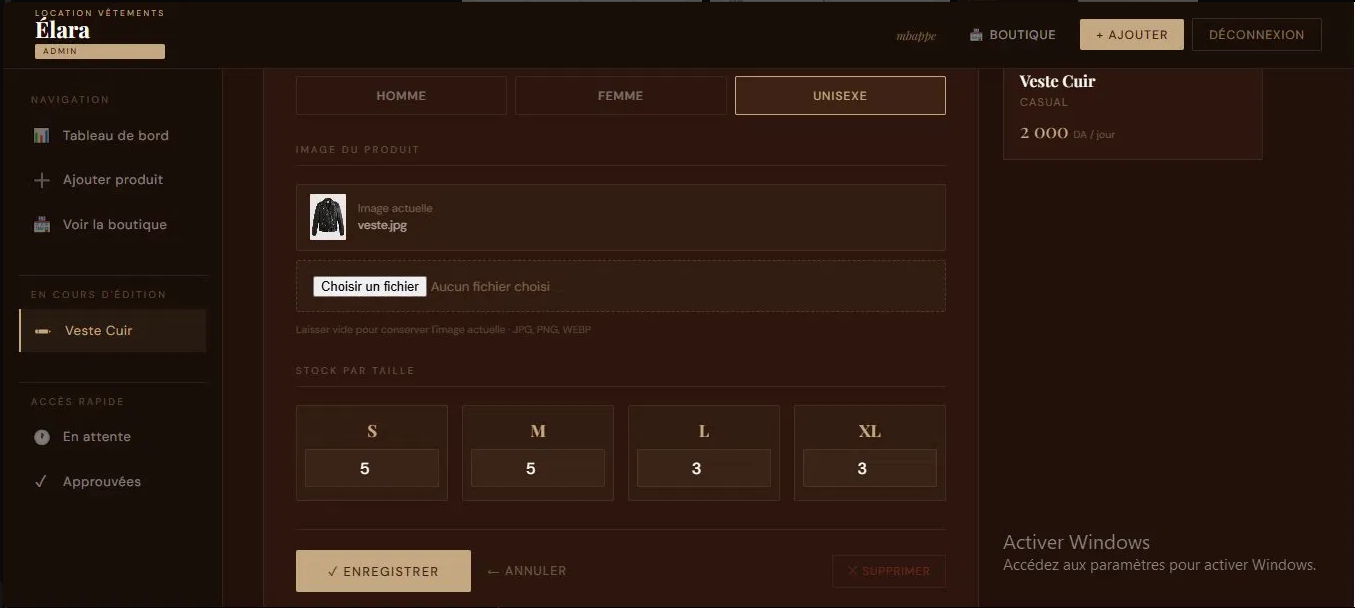 LOCATION VÊTEMENTS
Élara
ADMIN
mbappe
BOUTIQUE
+ AJOUTER
DÉCONNEXION
NAVIGATION
Tableau de bord
Ajouter produit
Voir la boutique
EN COURS D'ÉDITION
Veste Cuir
ACCÈS RAPIDE
En attente
✓ Approuvées
HOMME
FEMME
UNISEXE
IMAGE DU PRODUIT
Image actuelle
veste.jpg
Choisir un fichier Aucun fichier choisi
Laisser vide pour conserver l'image actuelle · JPG, PNG, WEBP
STOCK PAR TAILLE
S
M
L
XL
5
5
3
3
✓ ENREGISTRER
← ANNULER
✕ SUPPRIMER
Veste Cuir
CASUAL
2 000 DA / jour
Activer Windows
Accédez aux paramètres pour activer Windows.